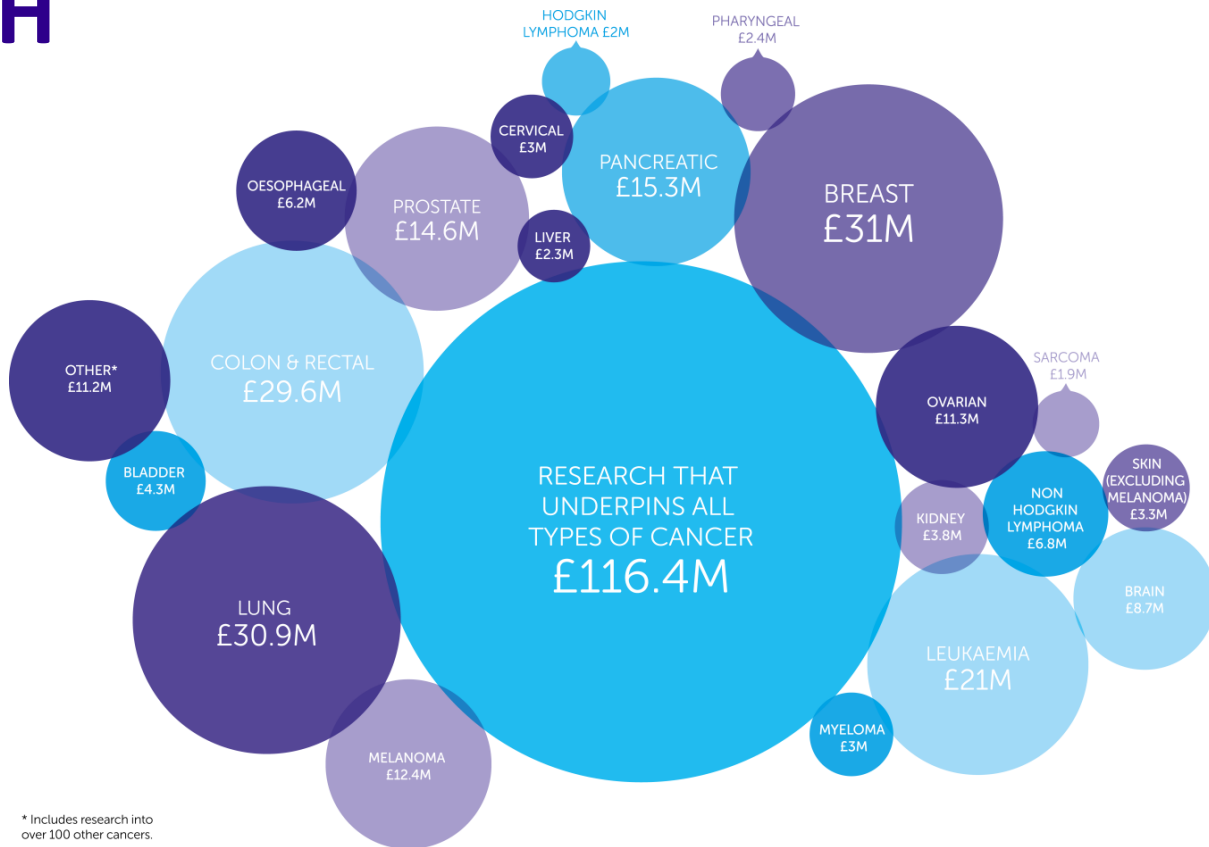 H
HODGKIN
LYMPHOMA £2M
PHARYNGEAL
£2.4M
CERVICAL
£3M
PANCREATIC
£15.3M
OESOPHAGEAL
£6.2M
PROSTATE
£14.6M
BREAST
£31M
LIVER
£2.3M
COLON & RECTAL
£29.6M
OTHER*
£11.2M
SARCOMA
£1.9M
OVARIAN
£11.3M
BLADDER
£4.3M
RESEARCH THAT
UNDERPINS ALL
TYPES OF CANCER
£116.4M
SKIN
(EXCLUDING
MELANOMA)
£3.3M
NON
HODGKIN
LYMPHOMA
£6.8M
KIDNEY
£3.8M
BRAIN
£8.7M
LUNG
£30.9M
LEUKAEMIA
£21M
MYELOMA
£3M
MELANOMA
£12.4M
* Includes research into
over 100 other cancers.